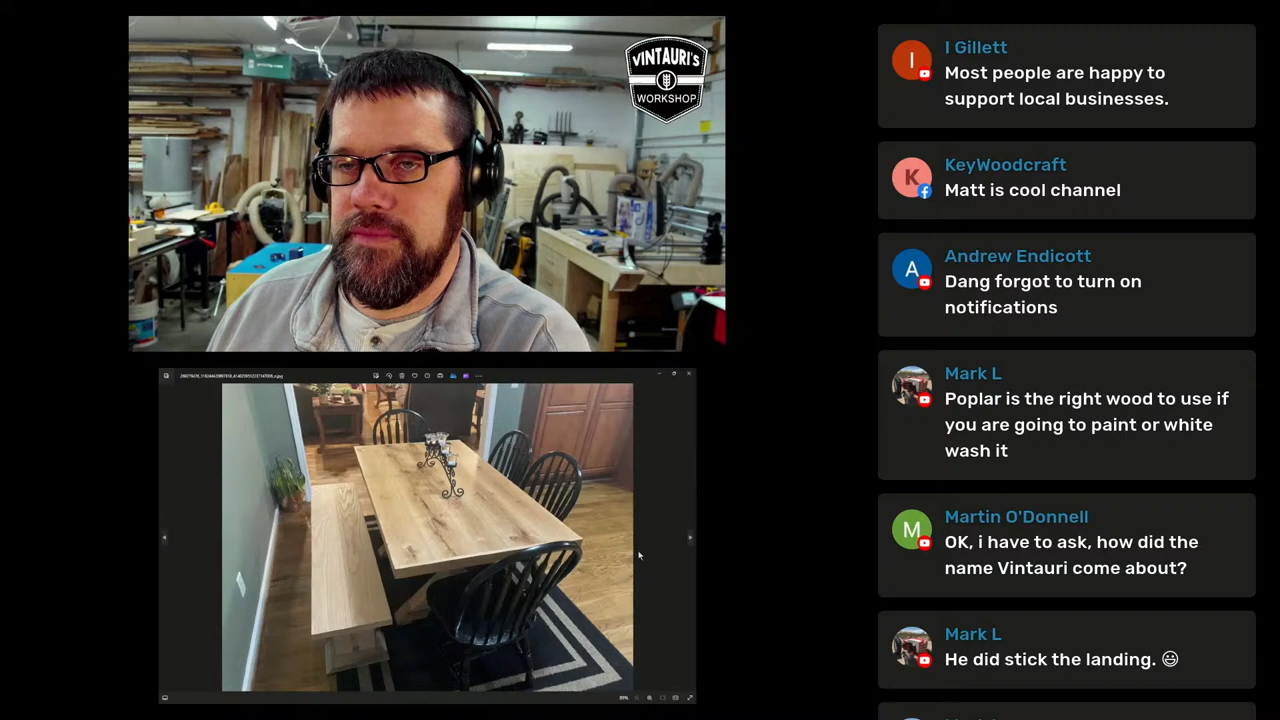 VINTAURI'S
WORKSHOP
I Gillett
Most people are happy to
support local businesses.
K
KeyWoodcraft
Matt is cool channel
A
Andrew Endicott
Dang forgot to turn on
notifications
Mark L
Poplar is the right wood to use if
you are going to paint or white
wash it
M
Martin O'Donnell
OK, i have to ask, how did the
name Vintauri come about?
Mark L
He did stick the landing. 😃